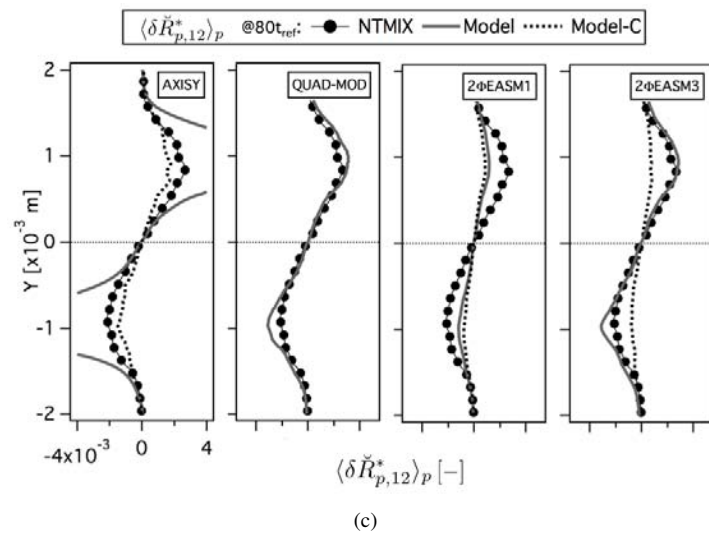 ⟨δR̆*p,12⟩p @80tref: NTMIX Model Model-C
AXISY QUAD-MOD 2ΦEASM1 2ΦEASM3
2
1
0
-1
-2
Y [x10⁻³ m]
-4x10⁻³ 0 4
⟨δR̆*p,12⟩p [−]
(c)